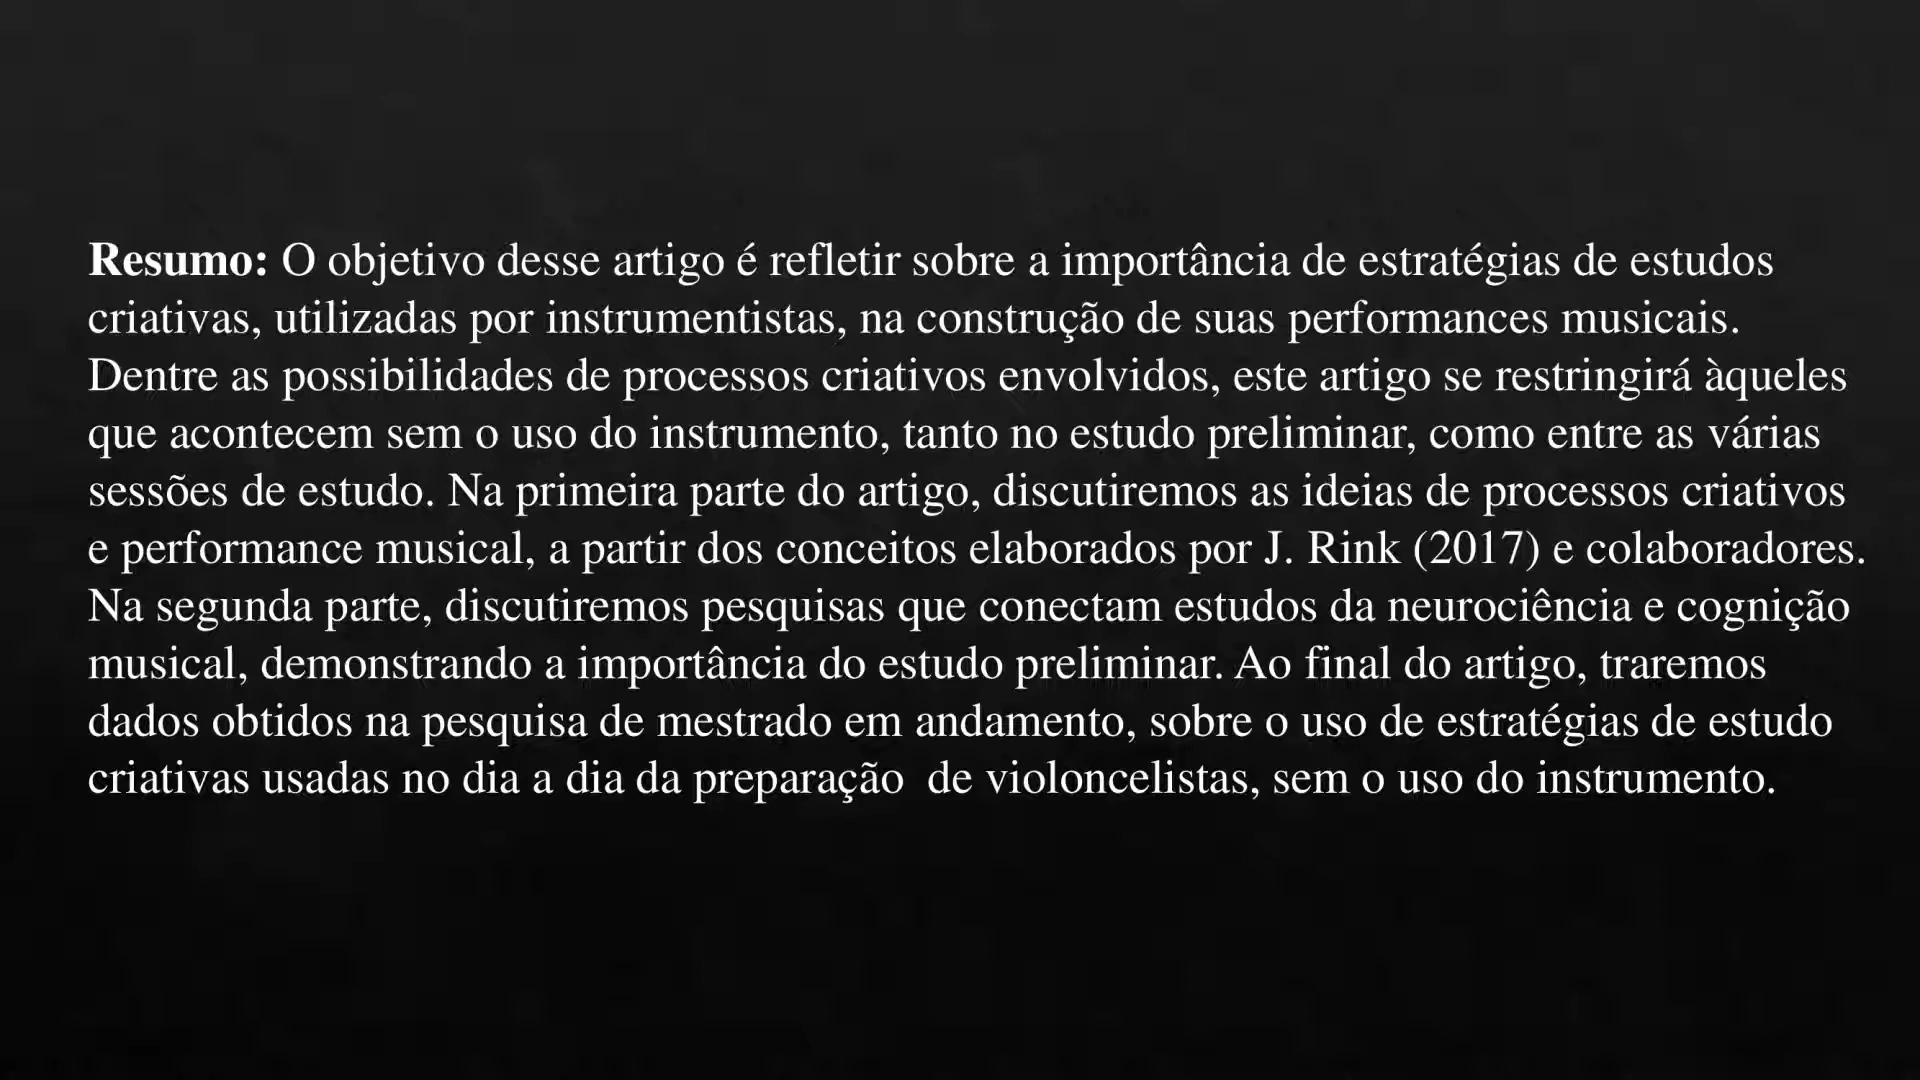 Resumo: O objetivo desse artigo é refletir sobre a importância de estratégias de estudos
criativas, utilizadas por instrumentistas, na construção de suas performances musicais.
Dentre as possibilidades de processos criativos envolvidos, este artigo se restringirá àqueles
que acontecem sem o uso do instrumento, tanto no estudo preliminar, como entre as várias
sessões de estudo. Na primeira parte do artigo, discutiremos as ideias de processos criativos
e performance musical, a partir dos conceitos elaborados por J. Rink (2017) e colaboradores.
Na segunda parte, discutiremos pesquisas que conectam estudos da neurociência e cognição
musical, demonstrando a importância do estudo preliminar. Ao final do artigo, traremos
dados obtidos na pesquisa de mestrado em andamento, sobre o uso de estratégias de estudo
criativas usadas no dia a dia da preparação  de violoncelistas, sem o uso do instrumento.